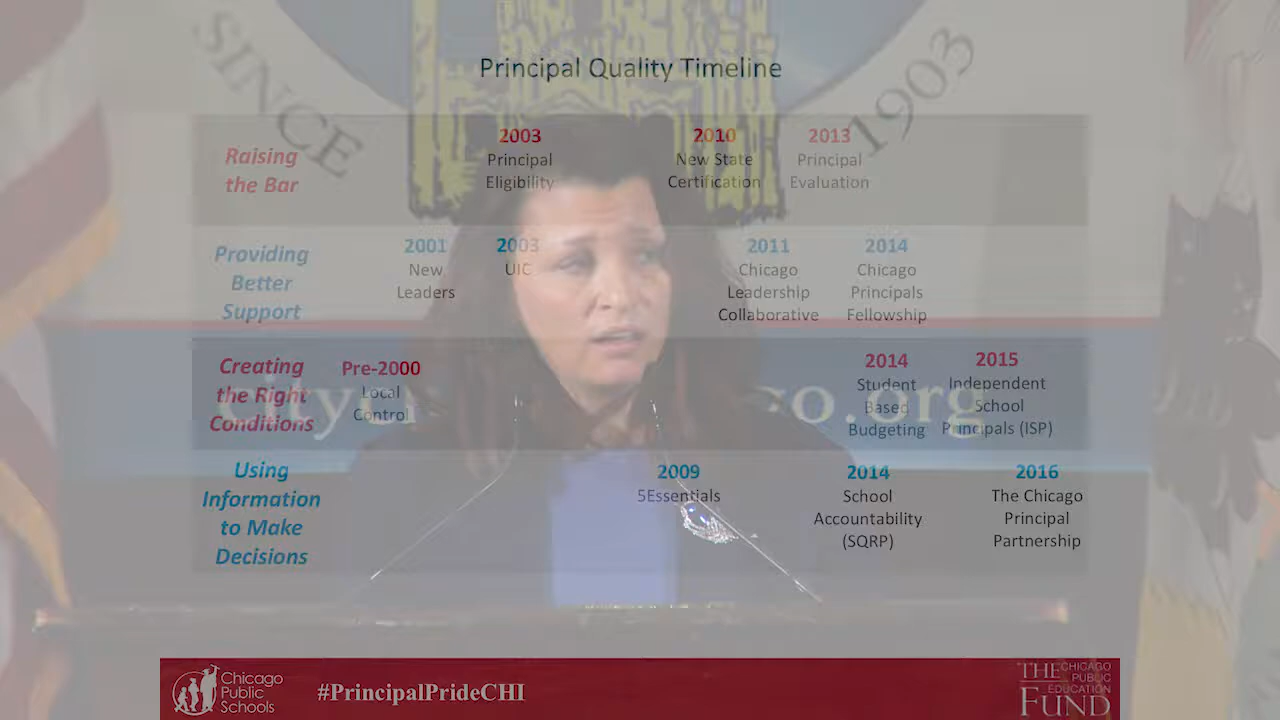 SINCE
1903
Principal Quality Timeline
Raising
the Bar
2003
Principal
Eligibility
2010
New State
Certification
2013
Principal
Evaluation
Providing
Better
Support
2001
New
Leaders
2003
UIC
2011
Chicago
Leadership
Collaborative
2014
Chicago
Principals
Fellowship
Creating
the Right
Conditions
Pre-2000
Local
Control
2014
Student
Based
Budgeting
2015
Independent
School
Principals (ISP)
Using
Information
to Make
Decisions
2009
5Essentials
2014
School
Accountability
(SQRP)
2016
The Chicago
Principal
Partnership
Chicago
Public
Schools
#PrincipalPrideCHI
THE CHICAGO
PUBLIC
EDUCATION
FUND